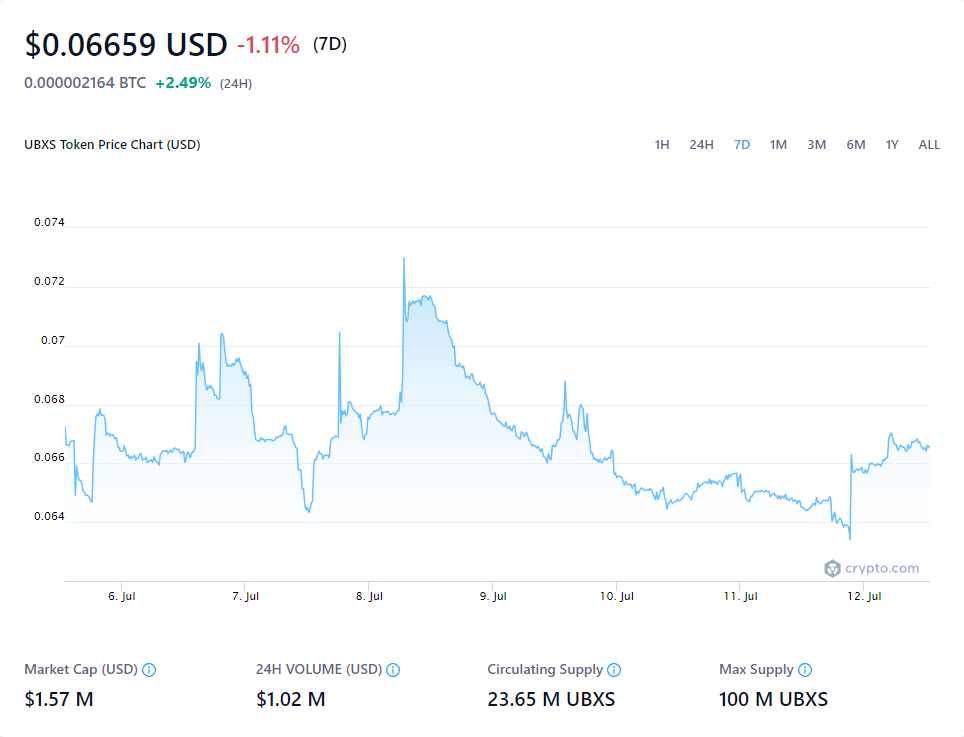 $0.06659 USD -1.11% (7D)
0.000002164 BTC +2.49% (24H)
UBXS Token Price Chart (USD)
1H 24H 7D 1M 3M 6M 1Y ALL
0.074
0.072
0.07
0.068
0.066
0.064
crypto.com
6. Jul 7. Jul 8. Jul 9. Jul 10. Jul 11. Jul 12. Jul
Market Cap (USD) 24H VOLUME (USD) Circulating Supply Max Supply
$1.57 M $1.02 M 23.65 M UBXS 100 M UBXS